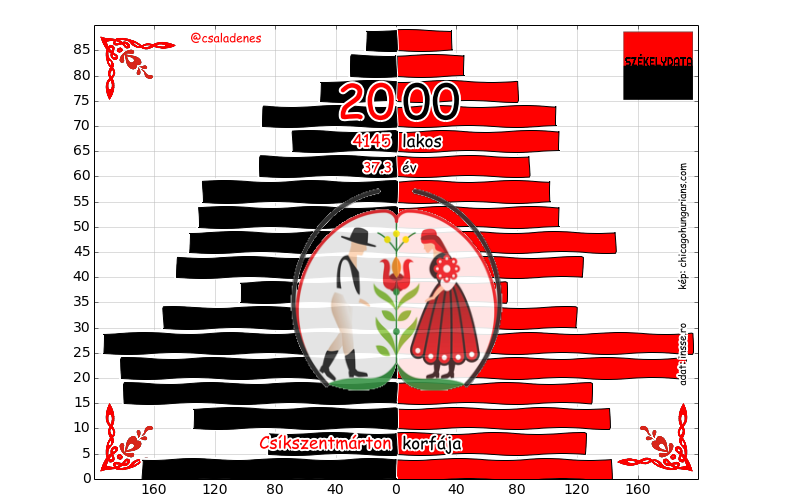 @csaladenes
SZÉKELYDATA
2000
4145 lakos
37.3 év
kép: chicagohungarians.com
adat: insse.ro
Csíkszentmárton korfája
85
80
75
70
65
60
55
50
45
40
35
30
25
20
15
10
5
0
160 120 80 40 0 40 80 120 160